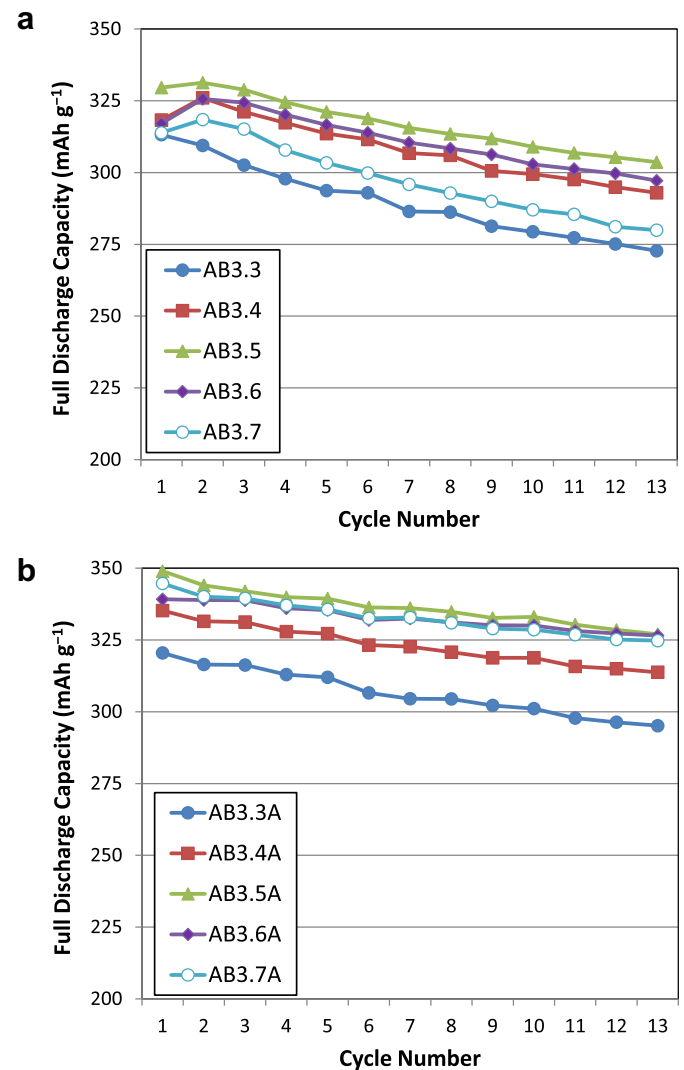 a
Full Discharge Capacity (mAh g⁻¹)
350
325
300
275
250
225
200
AB3.3
AB3.4
AB3.5
AB3.6
AB3.7
1 2 3 4 5 6 7 8 9 10 11 12 13
Cycle Number
b
Full Discharge Capacity (mAh g⁻¹)
350
325
300
275
250
225
200
AB3.3A
AB3.4A
AB3.5A
AB3.6A
AB3.7A
1 2 3 4 5 6 7 8 9 10 11 12 13
Cycle Number